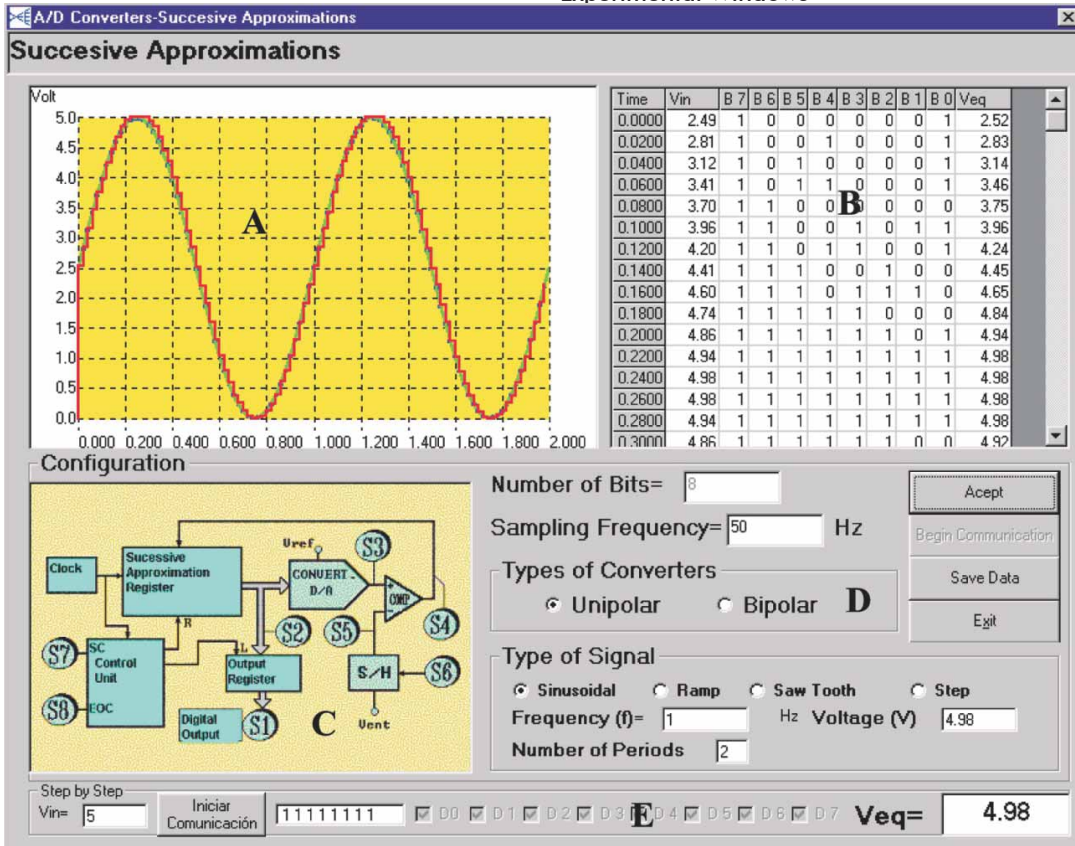 A/D Converters-Succesive Approximations
Succesive Approximations
Volt
5.0
4.5
4.0
3.5
3.0
2.5
2.0
1.5
1.0
0.5
0.0
0.000 0.200 0.400 0.600 0.800 1.000 1.200 1.400 1.600 1.800 2.000
A
Time Vin B 7 B 6 B 5 B 4 B 3 B 2 B 1 B 0 Veq
0.0000 2.49 1 0 0 0 0 0 0 1 2.52
0.0200 2.81 1 0 0 1 0 0 0 1 2.83
0.0400 3.12 1 0 1 0 0 0 0 1 3.14
0.0600 3.41 1 0 1 1 0 0 0 1 3.46
0.0800 3.70 1 1 0 0 0 0 0 3.75
0.1000 3.96 1 1 0 0 1 0 1 1 3.96
0.1200 4.20 1 1 0 1 1 0 0 1 4.24
0.1400 4.41 1 1 1 0 0 1 0 0 4.45
0.1600 4.60 1 1 1 0 1 1 1 0 4.65
0.1800 4.74 1 1 1 1 1 0 0 0 4.84
0.2000 4.86 1 1 1 1 1 1 0 1 4.94
0.2200 4.94 1 1 1 1 1 1 1 1 4.98
0.2400 4.98 1 1 1 1 1 1 1 1 4.98
0.2600 4.98 1 1 1 1 1 1 1 1 4.98
0.2800 4.94 1 1 1 1 1 1 1 1 4.98
0.3000 4.86 1 1 1 1 1 1 0 0 4.92
B
Configuration
Clock
Sucessive
Approximation
Register
Vref
CONVERT-
D/A
S3
COMP
+
-
S4
S2
S5
R
L
S7
SC
Control
Unit
S8
EOC
Output
Register
S/H
S6
Digital
Output
S1
C
Vent
Number of Bits= 8
Sampling Frequency= 50 Hz
Types of Converters
Unipolar Bipolar D
Type of Signal
Sinusoidal Ramp Saw Tooth Step
Frequency (f)= 1 Hz Voltage (V) 4.98
Number of Periods 2
Acept
Begin Communication
Save Data
Exit
Step by Step
Vin= 5
Iniciar
Comunicación
11111111
D0 D1 D2 D3 E D4 D5 D6 D7 Veq= 4.98